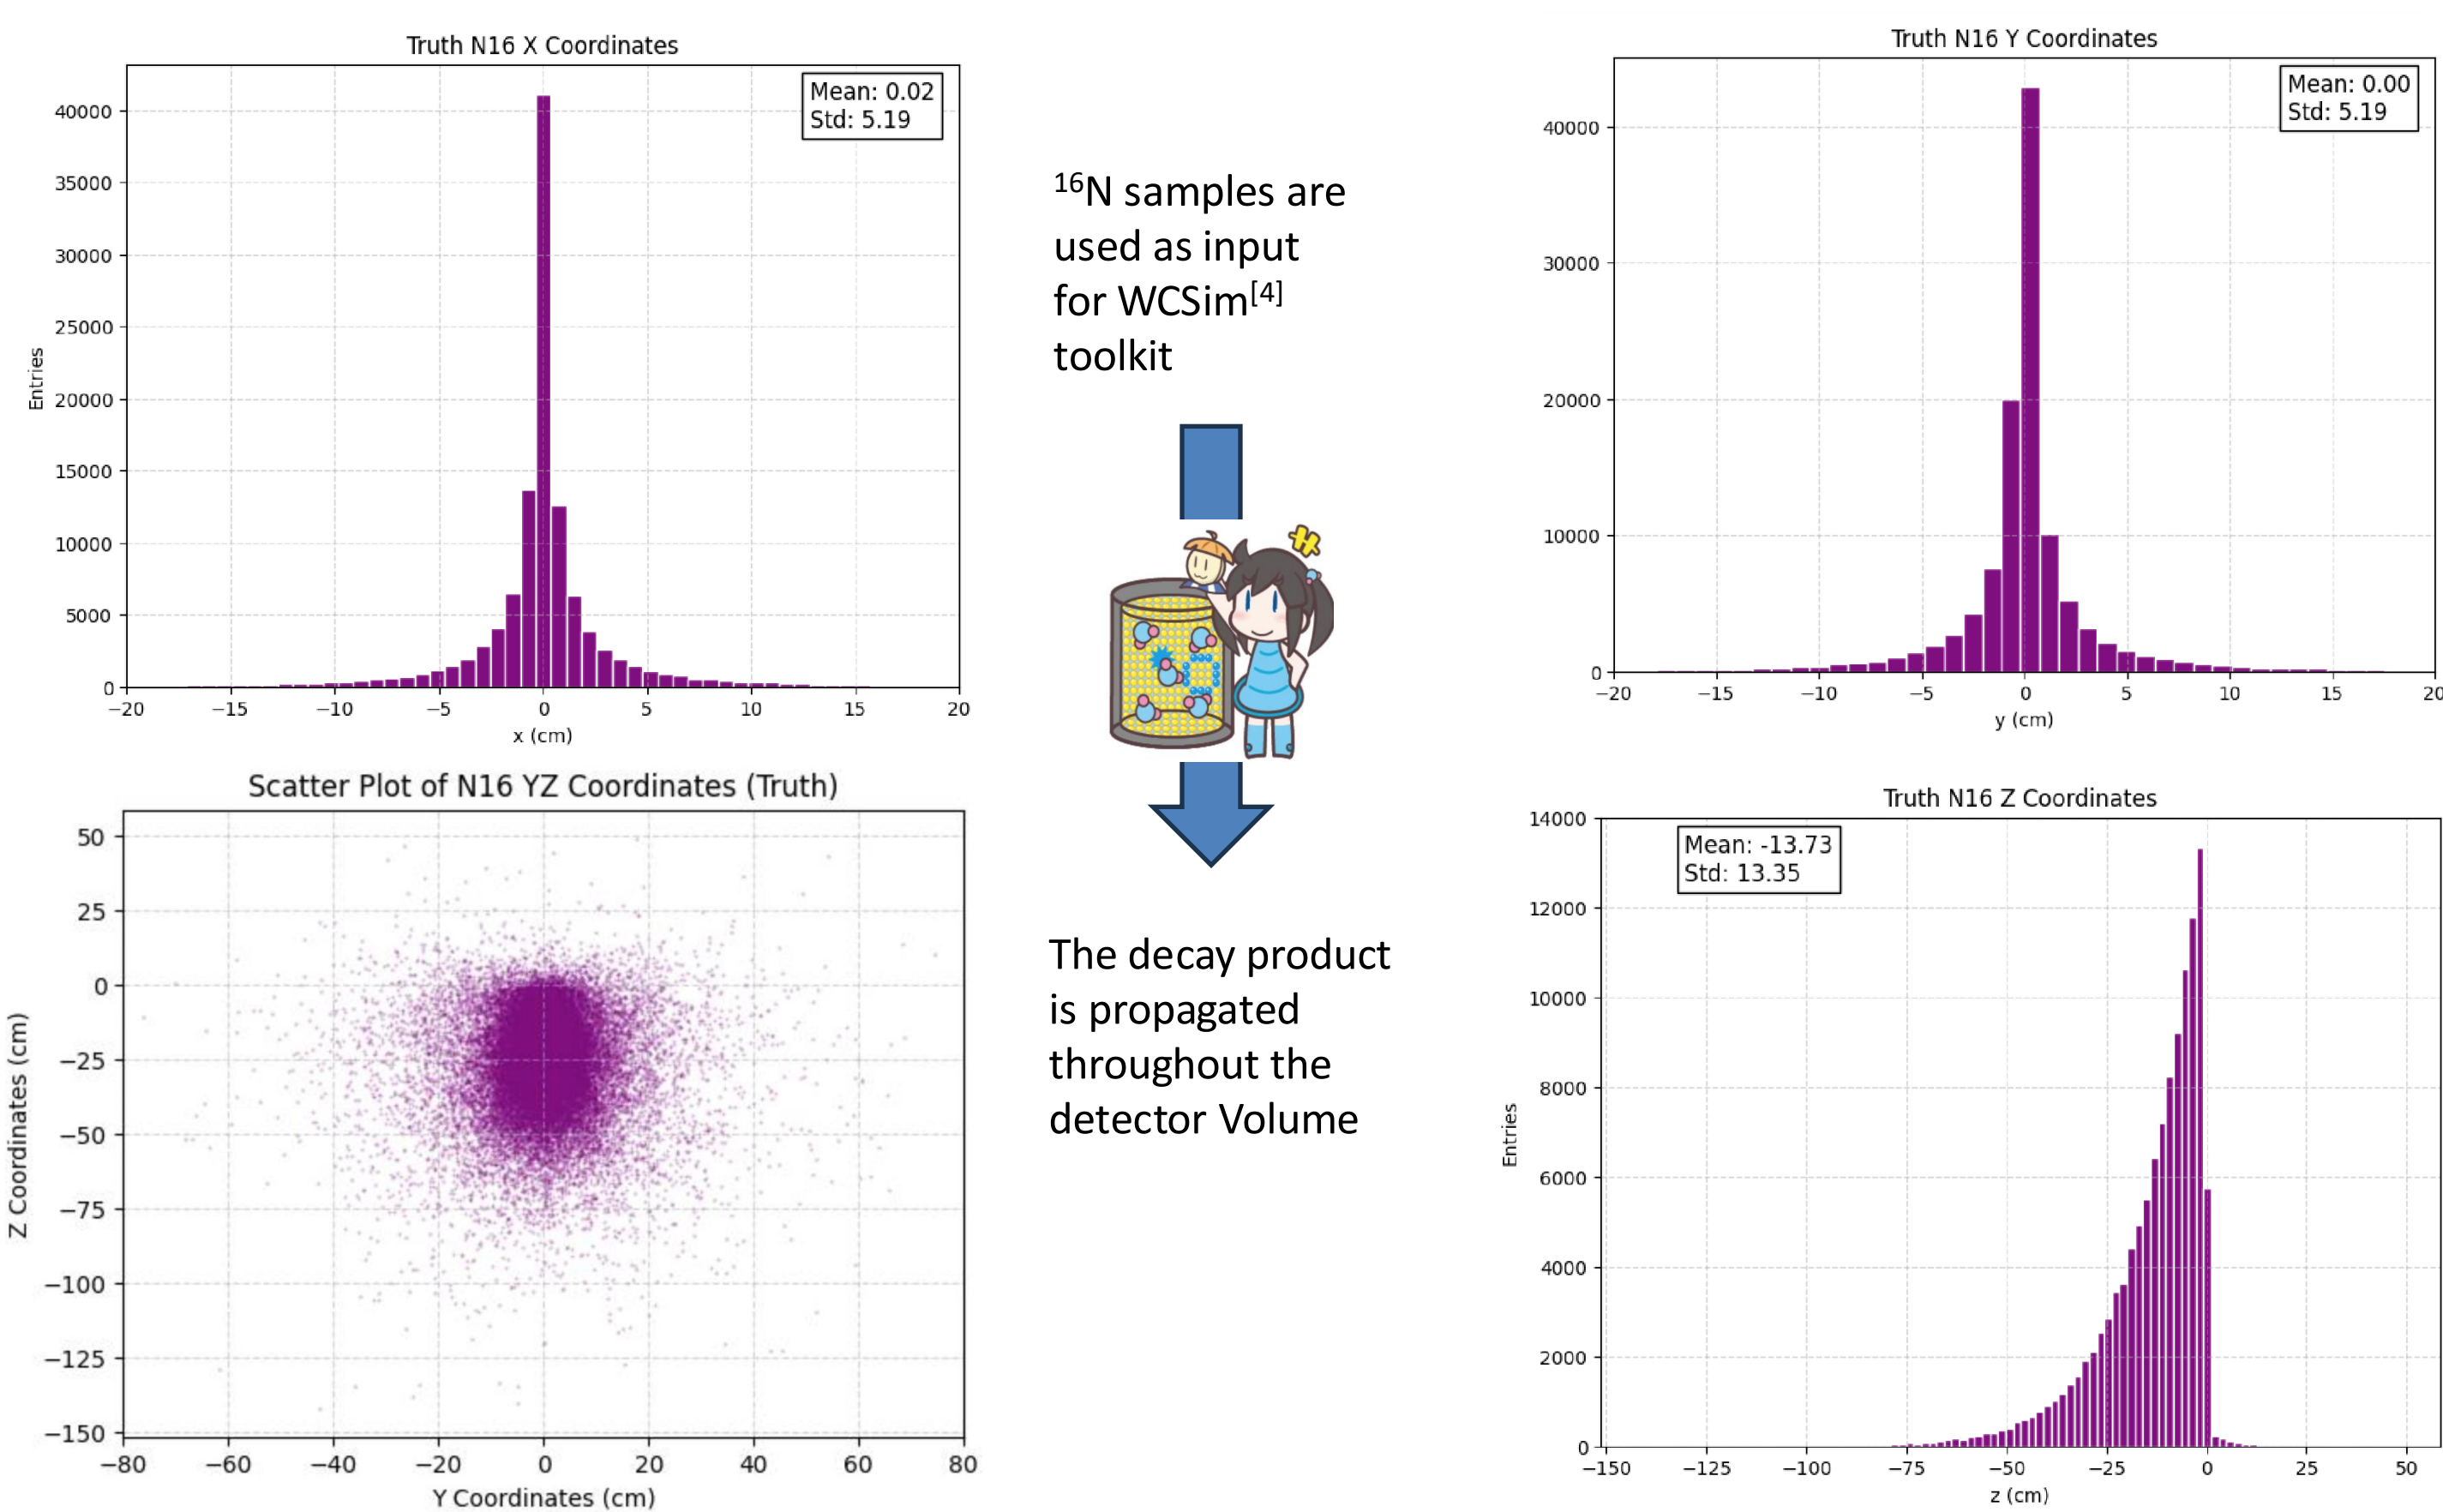 Truth N16 X Coordinates
Mean: 0.02
Std: 5.19
40000
35000
30000
25000
20000
15000
10000
5000
0
Entries
−20 −15 −10 −5 0 5 10 15 20
x (cm)
16N samples are
used as input
for WCSim[4]
toolkit
Truth N16 Y Coordinates
Mean: 0.00
Std: 5.19
40000
30000
20000
10000
0
−20 −15 −10 −5 0 5 10 15 20
y (cm)
Scatter Plot of N16 YZ Coordinates (Truth)
50
25
0
−25
−50
−75
−100
−125
−150
Z Coordinates (cm)
−80 −60 −40 −20 0 20 40 60 80
Y Coordinates (cm)
The decay product
is propagated
throughout the
detector Volume
Truth N16 Z Coordinates
Mean: -13.73
Std: 13.35
14000
12000
10000
8000
6000
4000
2000
0
Entries
−150 −125 −100 −75 −50 −25 0 25 50
z (cm)